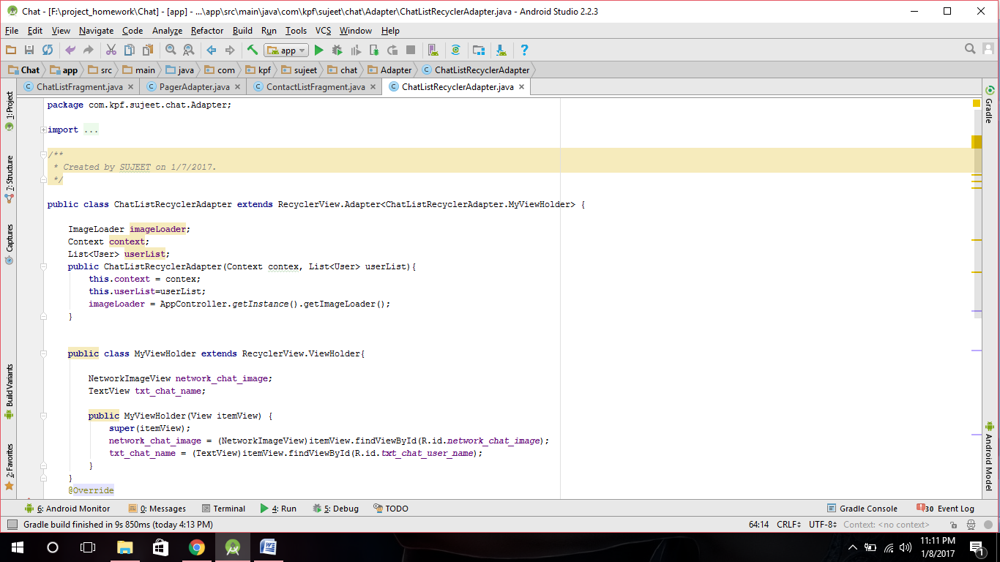 Chat - [F:\project_homework\Chat] - [app] - ...\app\src\main\java\com\kpf\sujeet\chat\Adapter\ChatListRecyclerAdapter.java - Android Studio 2.2.3
File Edit View Navigate Code Analyze Refactor Build Run Tools VCS Window Help
app
Chat app src main java com kpf sujeet chat Adapter ChatListRecyclerAdapter
ChatListFragment.java PagerAdapter.java ContactListFragment.java ChatListRecyclerAdapter.java
1: Project
7: Structure
Captures
Build Variants
2: Favorites
package com.kpf.sujeet.chat.Adapter;
import ...
/**
* Created by SUJEET on 1/7/2017.
*/
public class ChatListRecyclerAdapter extends RecyclerView.Adapter<ChatListRecyclerAdapter.MyViewHolder> {
ImageLoader imageLoader;
Context context;
List<User> userList;
public ChatListRecyclerAdapter(Context contex, List<User> userList){
this.context = contex;
this.userList=userList;
imageLoader = AppController.getInstance().getImageLoader();
}
public class MyViewHolder extends RecyclerView.ViewHolder{
NetworkImageView network_chat_image;
TextView txt_chat_name;
public MyViewHolder(View itemView) {
super(itemView);
network_chat_image = (NetworkImageView)itemView.findViewById(R.id.network_chat_image);
txt_chat_name = (TextView)itemView.findViewById(R.id.txt_chat_user_name);
}
}
@Override
Gradle
Android Model
6: Android Monitor 0: Messages Terminal 4: Run 5: Debug TODO Gradle Console 30 Event Log
Gradle build finished in 9s 850ms (today 4:13 PM) 64:14 CRLF UTF-8 Context: <no context>
11:11 PM
1/8/2017
1